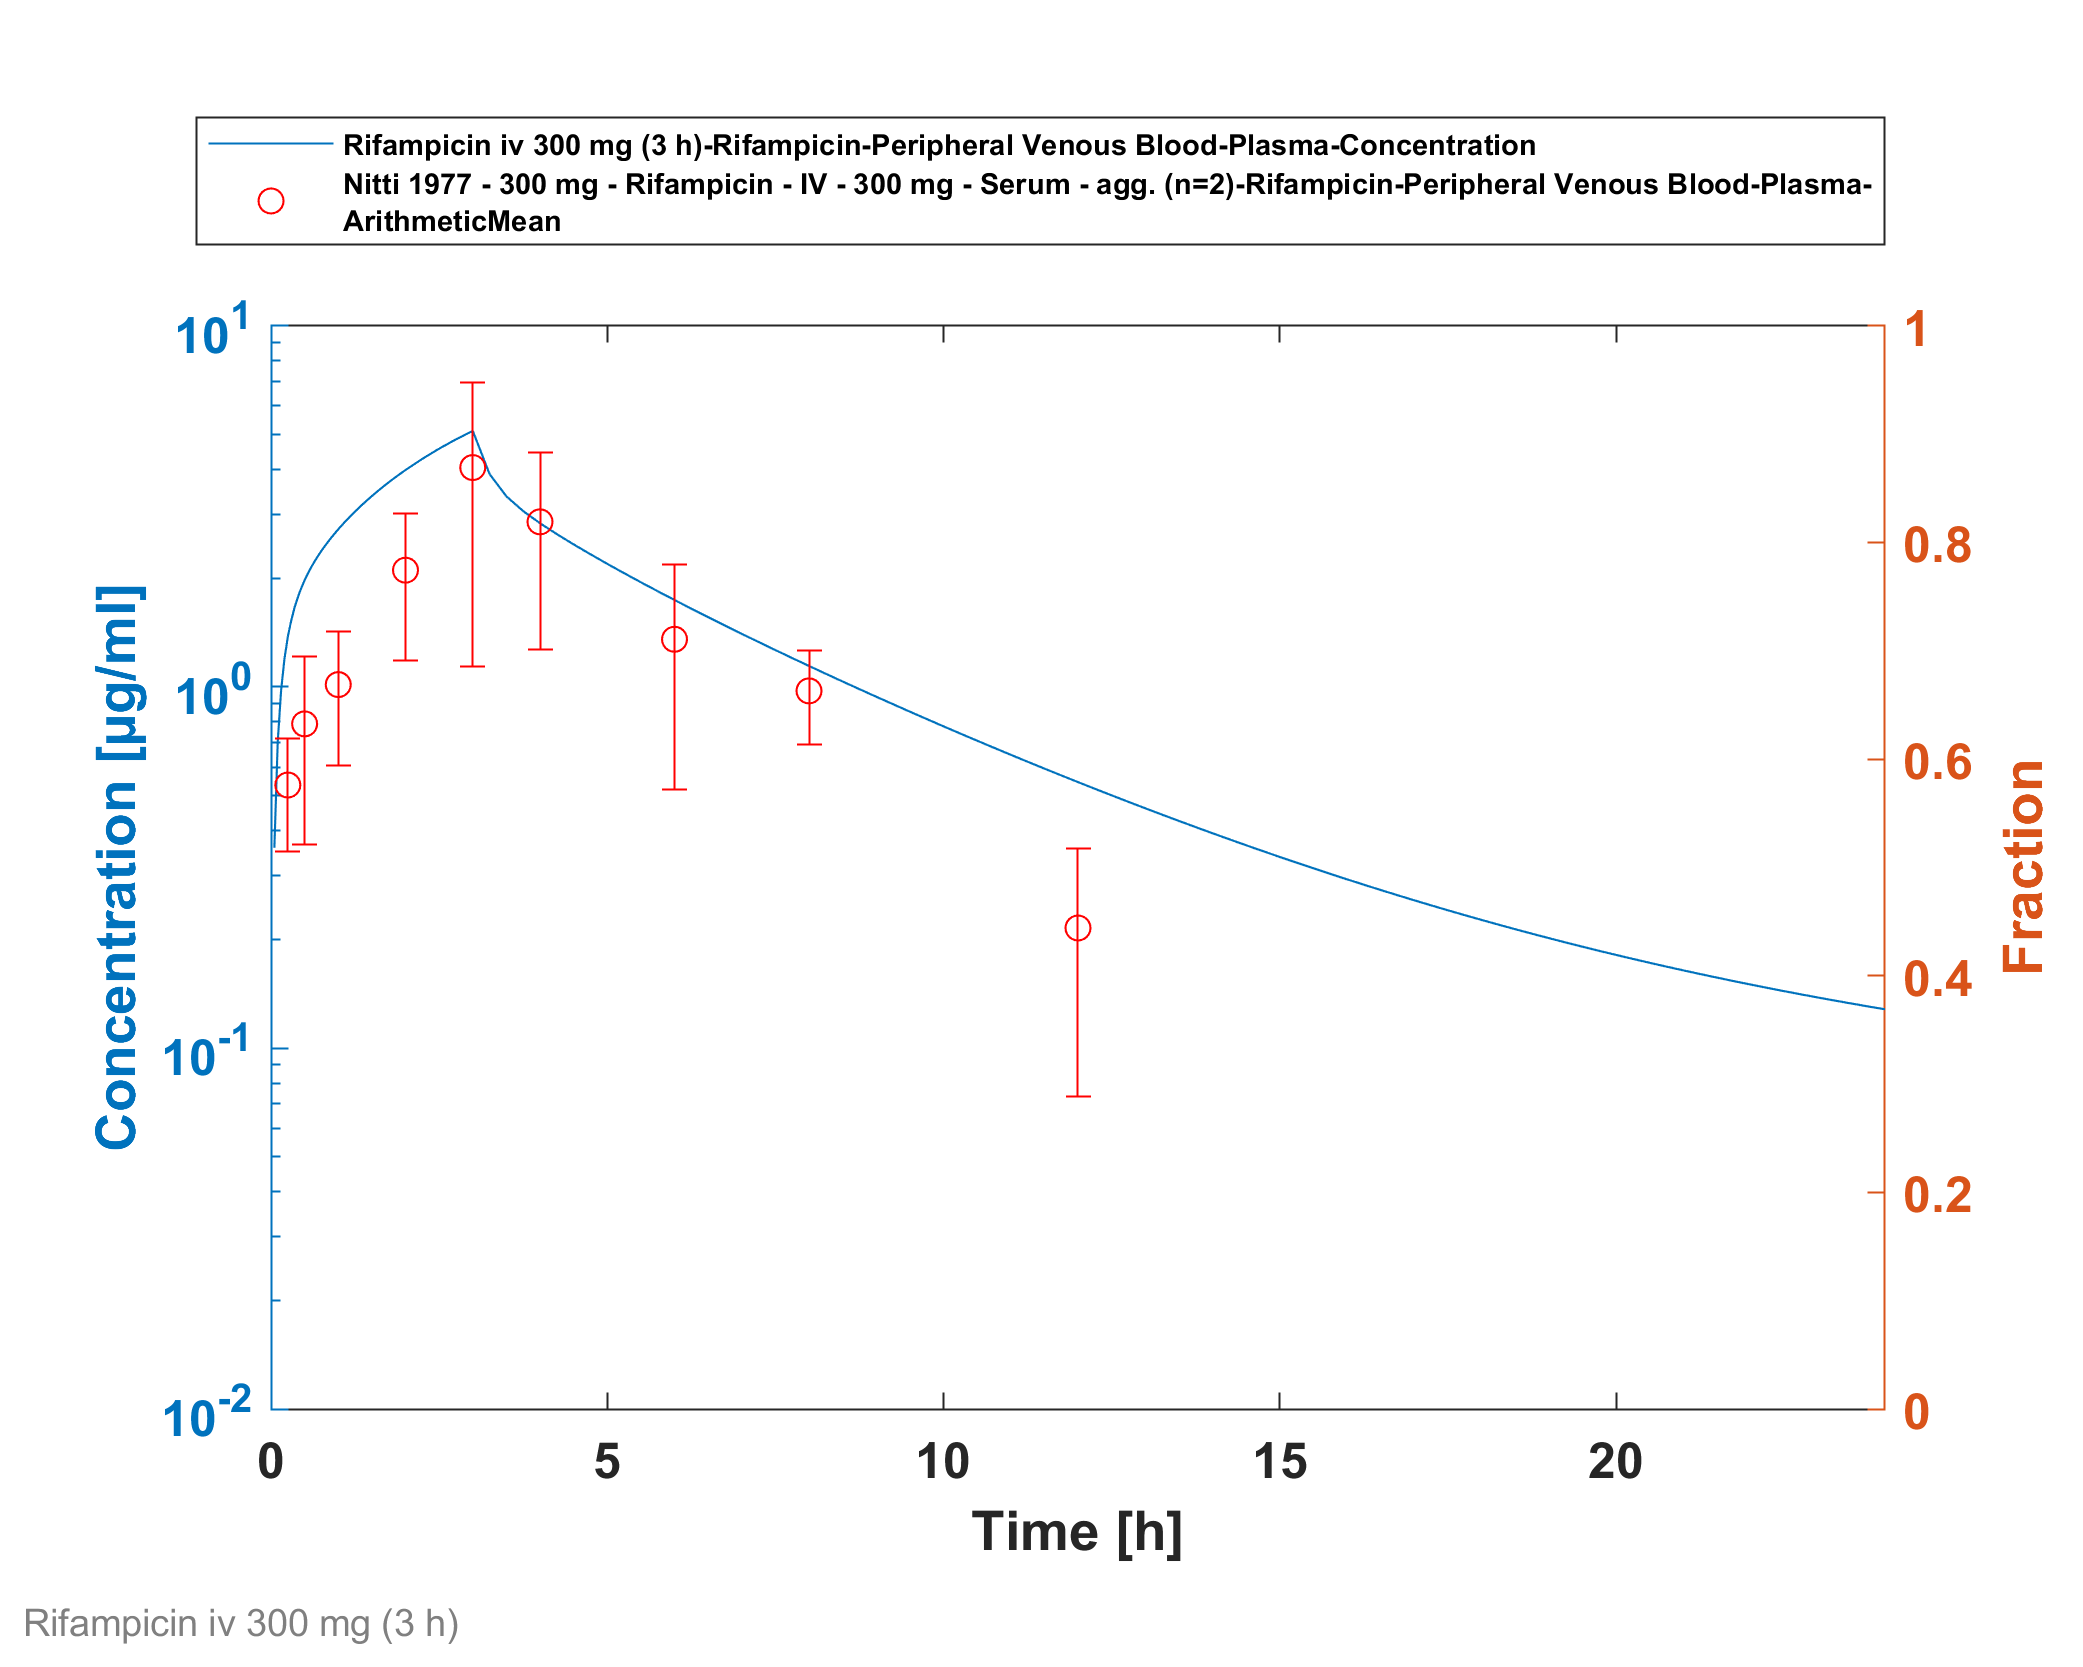 Rifampicin iv 300 mg (3 h)-Rifampicin-Peripheral Venous Blood-Plasma-Concentration
Nitti 1977 - 300 mg - Rifampicin - IV - 300 mg - Serum - agg. (n=2)-Rifampicin-Peripheral Venous Blood-Plasma-
ArithmeticMean
10^1
10^0
10^-1
10^-2
Concentration [µg/ml]
1
0.8
0.6
0.4
0.2
0
Fraction
0 5 10 15 20
Time [h]
Rifampicin iv 300 mg (3 h)